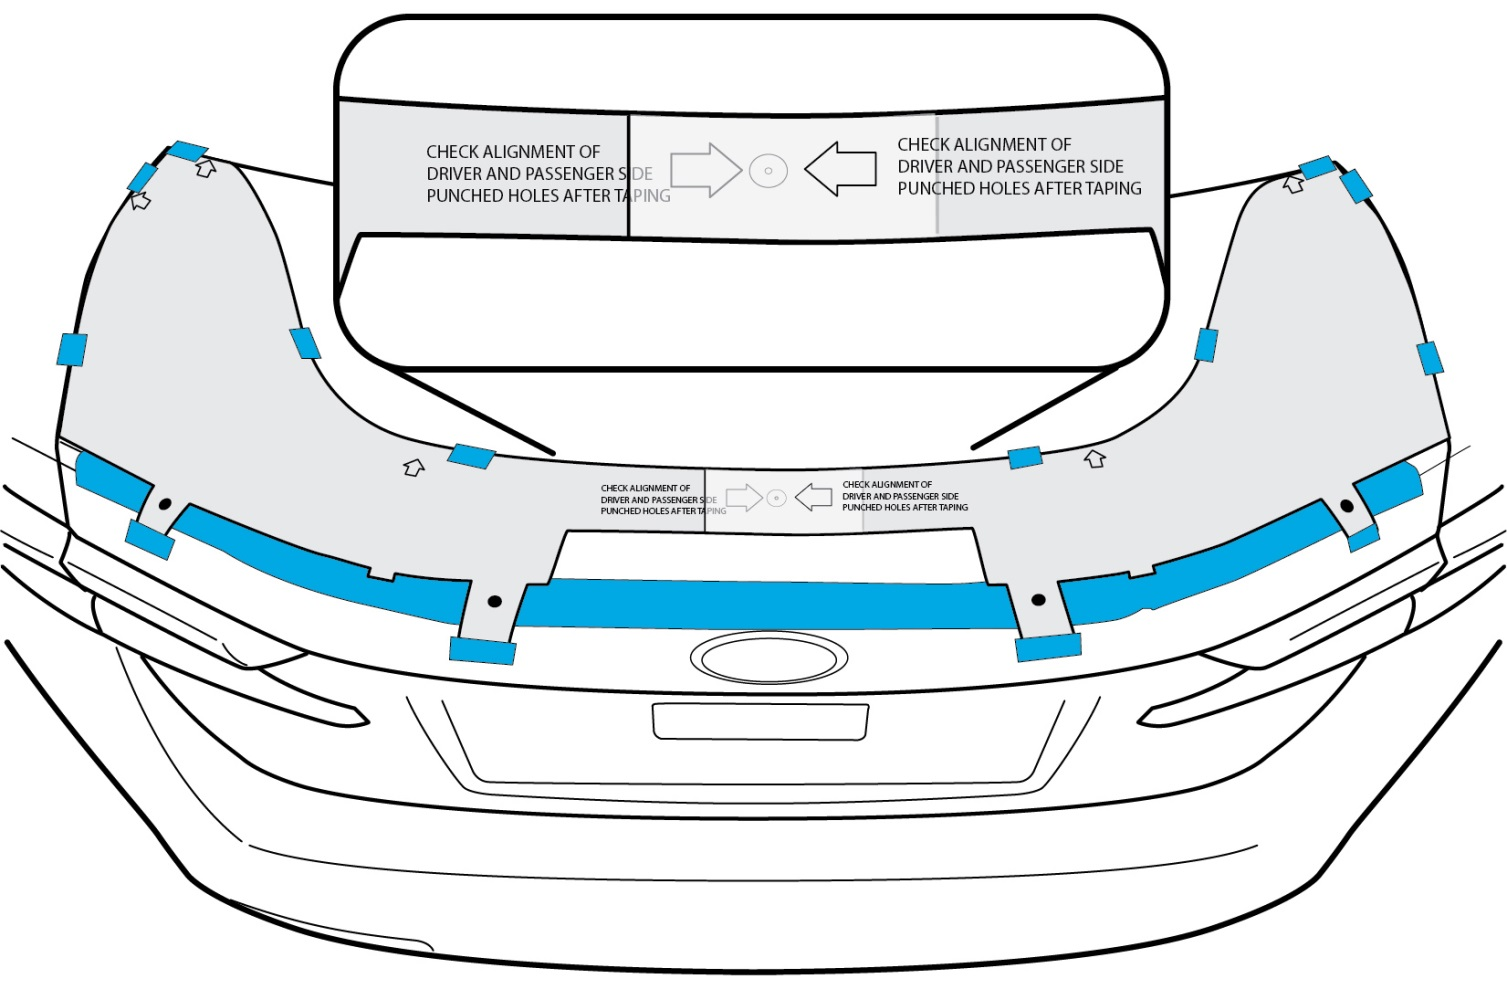 CHECK ALIGNMENT OF
DRIVER AND PASSENGER SIDE
PUNCHED HOLES AFTER TAPING
CHECK ALIGNMENT OF
DRIVER AND PASSENGER SIDE
PUNCHED HOLES AFTER TAPING
CHECK ALIGNMENT OF
DRIVER AND PASSENGER SIDE
PUNCHED HOLES AFTER TAPING
CHECK ALIGNMENT OF
DRIVER AND PASSENGER SIDE
PUNCHED HOLES AFTER TAPING